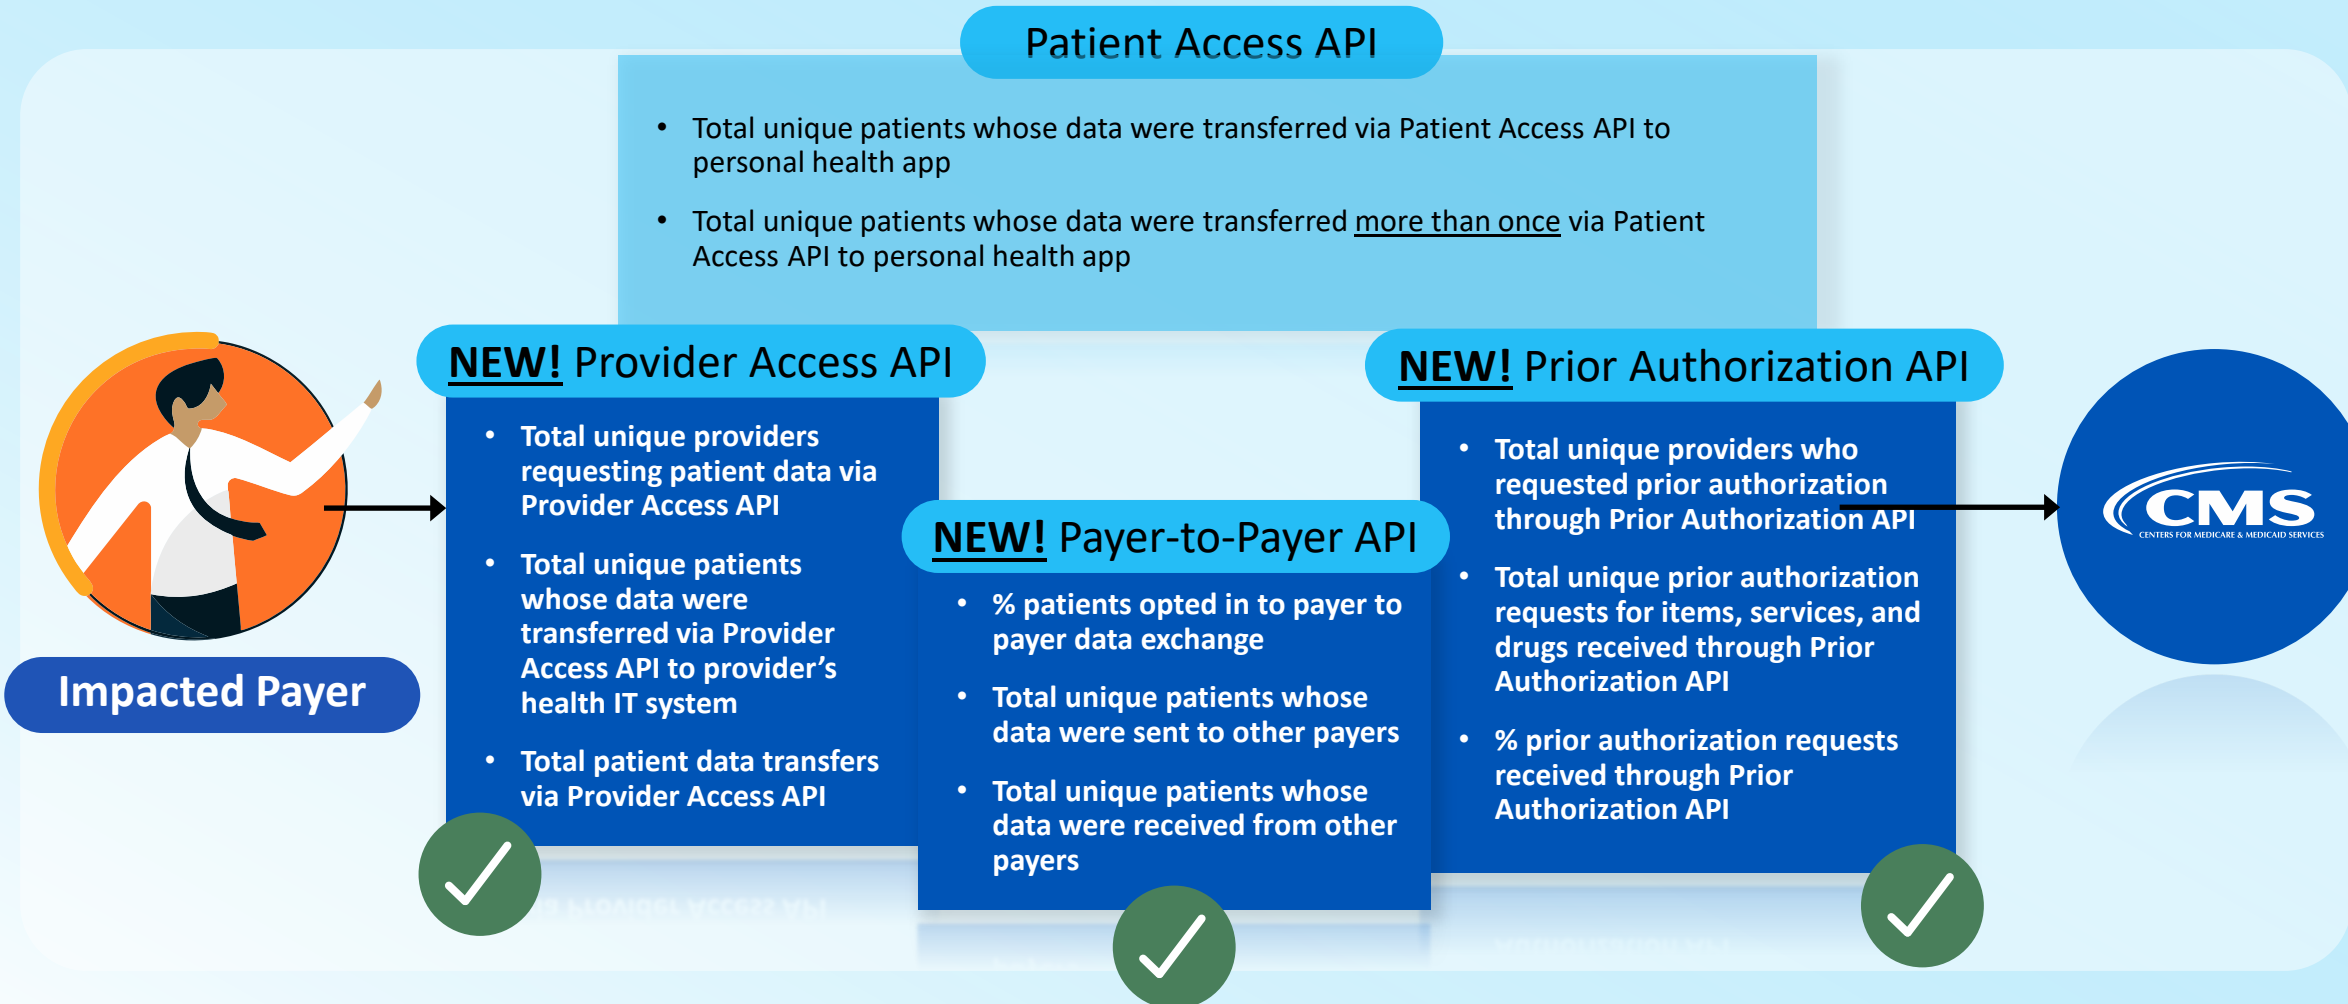 Patient Access API
• Total unique patients whose data were transferred via Patient Access API to
personal health app
• Total unique patients whose data were transferred more than once via Patient
Access API to personal health app
Impacted Payer
NEW! Provider Access API
• Total unique providers
requesting patient data via
Provider Access API
• Total unique patients
whose data were
transferred via Provider
Access API to provider’s
health IT system
• Total patient data transfers
via Provider Access API
NEW! Payer-to-Payer API
• % patients opted in to payer to
payer data exchange
• Total unique patients whose
data were sent to other payers
• Total unique patients whose
data were received from other
payers
NEW! Prior Authorization API
• Total unique providers who
requested prior authorization
through Prior Authorization API
• Total unique prior authorization
requests for items, services, and
drugs received through Prior
Authorization API
• % prior authorization requests
received through Prior
Authorization API
CMS
CENTERS FOR MEDICARE & MEDICAID SERVICES